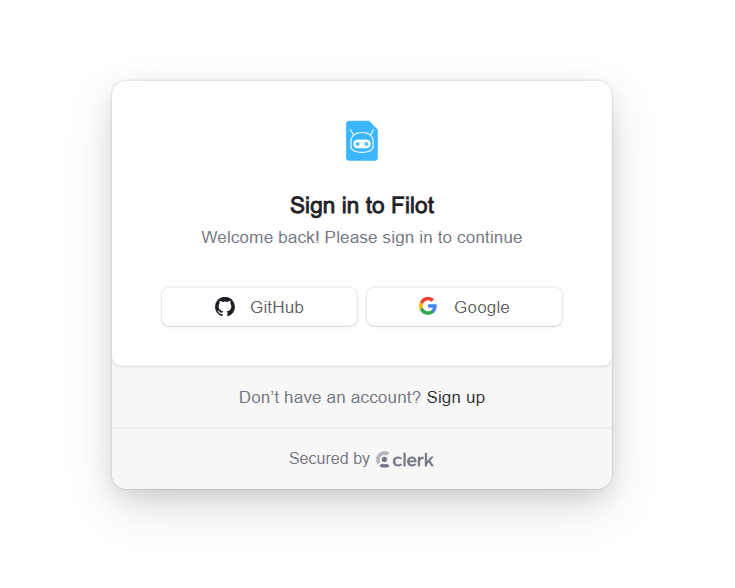 Sign in to Filot
Welcome back! Please sign in to continue
GitHub
Google
Don’t have an account? Sign up
Secured by clerk